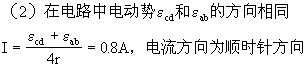 （2）在电路中电动势ε_cd和ε_ab的方向相同
I = (ε_cd + ε_ab) / 4r = 0.8A，电流方向为顺时针方向